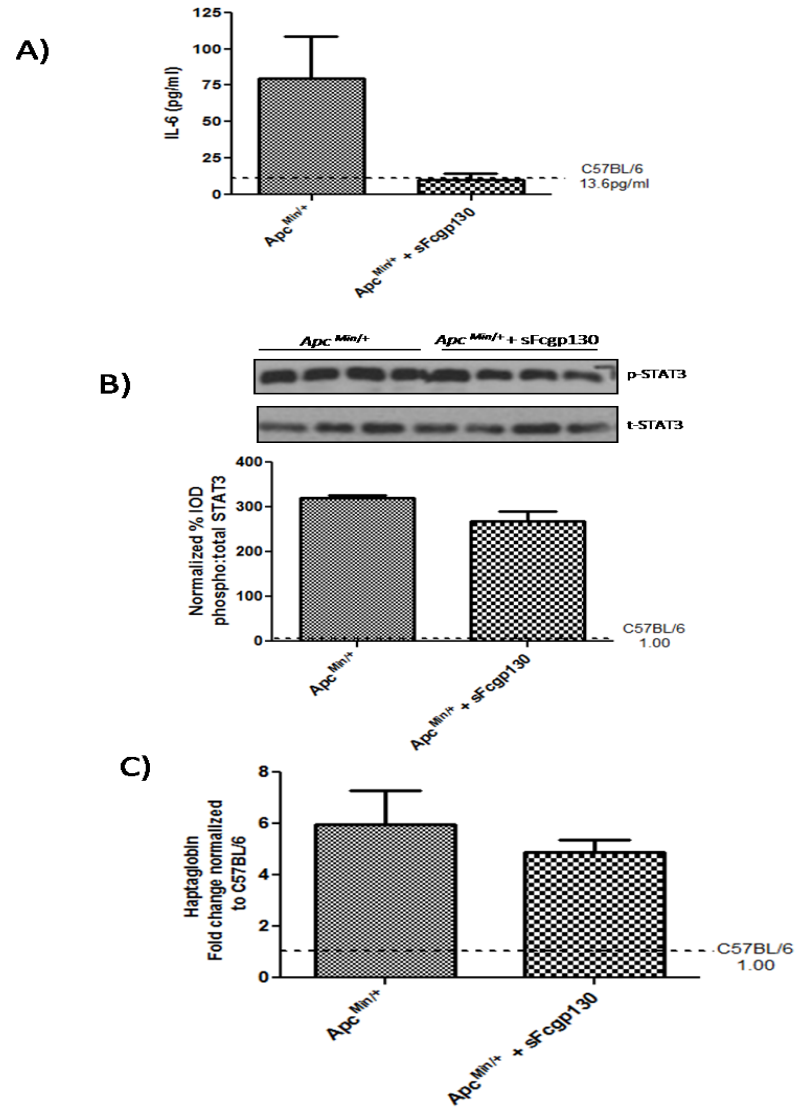 A)
IL-6 (pg/ml)
125
100
75
50
25
0
C57BL/6
13.6pg/ml
Apc Min/+
Apc Min/+ + sFcgp130
B)
Apc Min/+
Apc Min/+ + sFcgp130
p-STAT3
t-STAT3
Normalized % IOD
phospho:total STAT3
400
300
200
100
0
C57BL/6
1.00
Apc Min/+
Apc Min/+ + sFcgp130
C)
Haptaglobin
Fold change normalized
to C57BL/6
8
6
4
2
0
C57BL/6
1.00
Apc Min/+
Apc Min/+ + sFcgp130